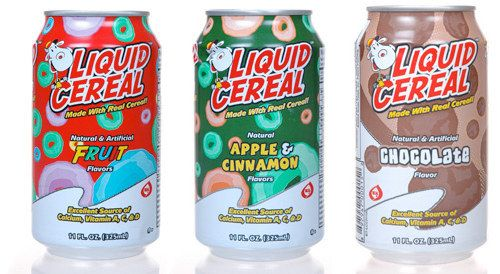 LIQUID
CEREAL
Made With Real Cereal!
Natural & Artificial
FRUIT
Flavors
Excellent Source of
Calcium, Vitamin A, C, & D
11 FL. OZ. (325mL)
LIQUID
CEREAL
Made With Real Cereal!
Natural
APPLE &
CINNAMON
Flavors
Excellent Source of
Calcium, Vitamin A, C, & D
11 FL. OZ. (325mL)
LIQUID
CEREAL
Made With Real Cereal!
Natural & Artificial
CHOCOLATE
Flavor
Excellent Source of
Calcium, Vitamin A, C, & D
11 FL. OZ. (325mL)